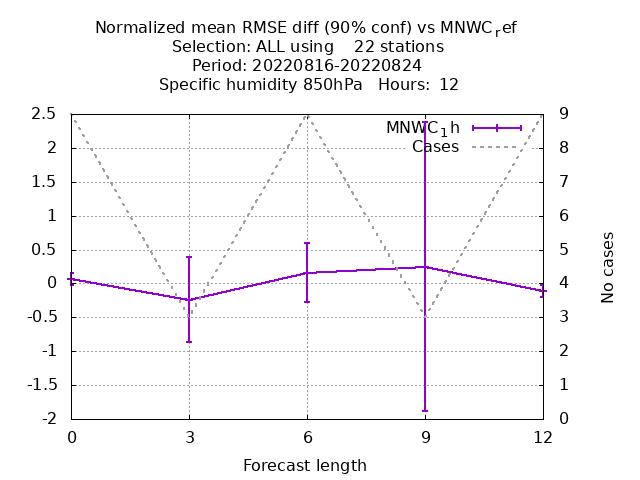 Normalized mean RMSE diff (90% conf) vs MNWCref
Selection: ALL using    22 stations
Period: 20220816-20220824
Specific humidity 850hPa   Hours: 12
MNWC1h
Cases
2.5
2
1.5
1
0.5
0
-0.5
-1
-1.5
-2
9
8
7
6
5
4
3
2
1
0
No cases
0 3 6 9 12
Forecast length